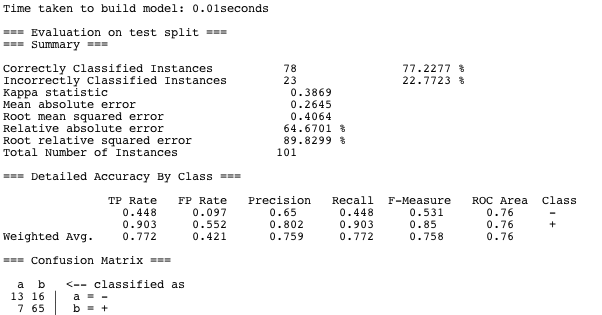 Time taken to build model: 0.01seconds
=== Evaluation on test split ===
=== Summary ===
Correctly Classified Instances 78 77.2277 %
Incorrectly Classified Instances 23 22.7723 %
Kappa statistic 0.3869
Mean absolute error 0.2645
Root mean squared error 0.4064
Relative absolute error 64.6701 %
Root relative squared error 89.8299 %
Total Number of Instances 101
=== Detailed Accuracy By Class ===
TP Rate FP Rate Precision Recall F-Measure ROC Area Class
0.448 0.097 0.65 0.448 0.531 0.76 -
0.903 0.552 0.802 0.903 0.85 0.76 +
Weighted Avg. 0.772 0.421 0.759 0.772 0.758 0.76
=== Confusion Matrix ===
a b <-- classified as
13 16 | a = -
7 65 | b = +